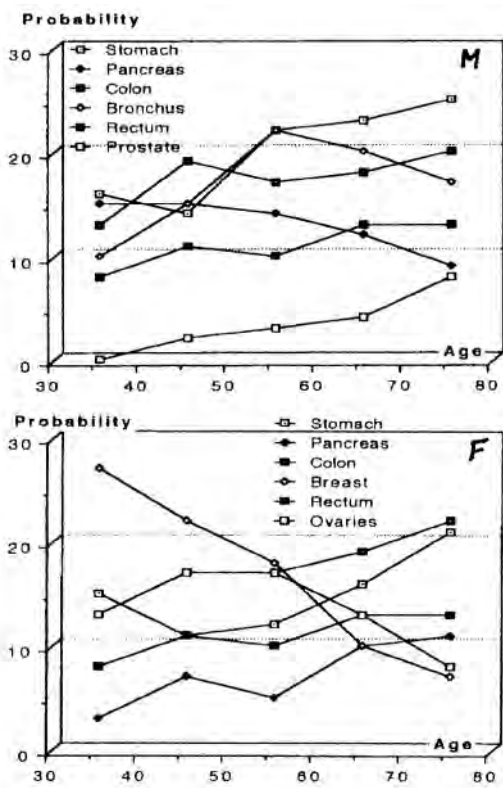 Probability
30
Stomach
Pancreas
Colon
Bronchus
Rectum
Prostate
M
20
10
0
Age
30 40 50 60 70 80
Probability
30
Stomach
Pancreas
Colon
Breast
Rectum
Ovaries
F
20
10
0
Age
30 40 50 60 70 80